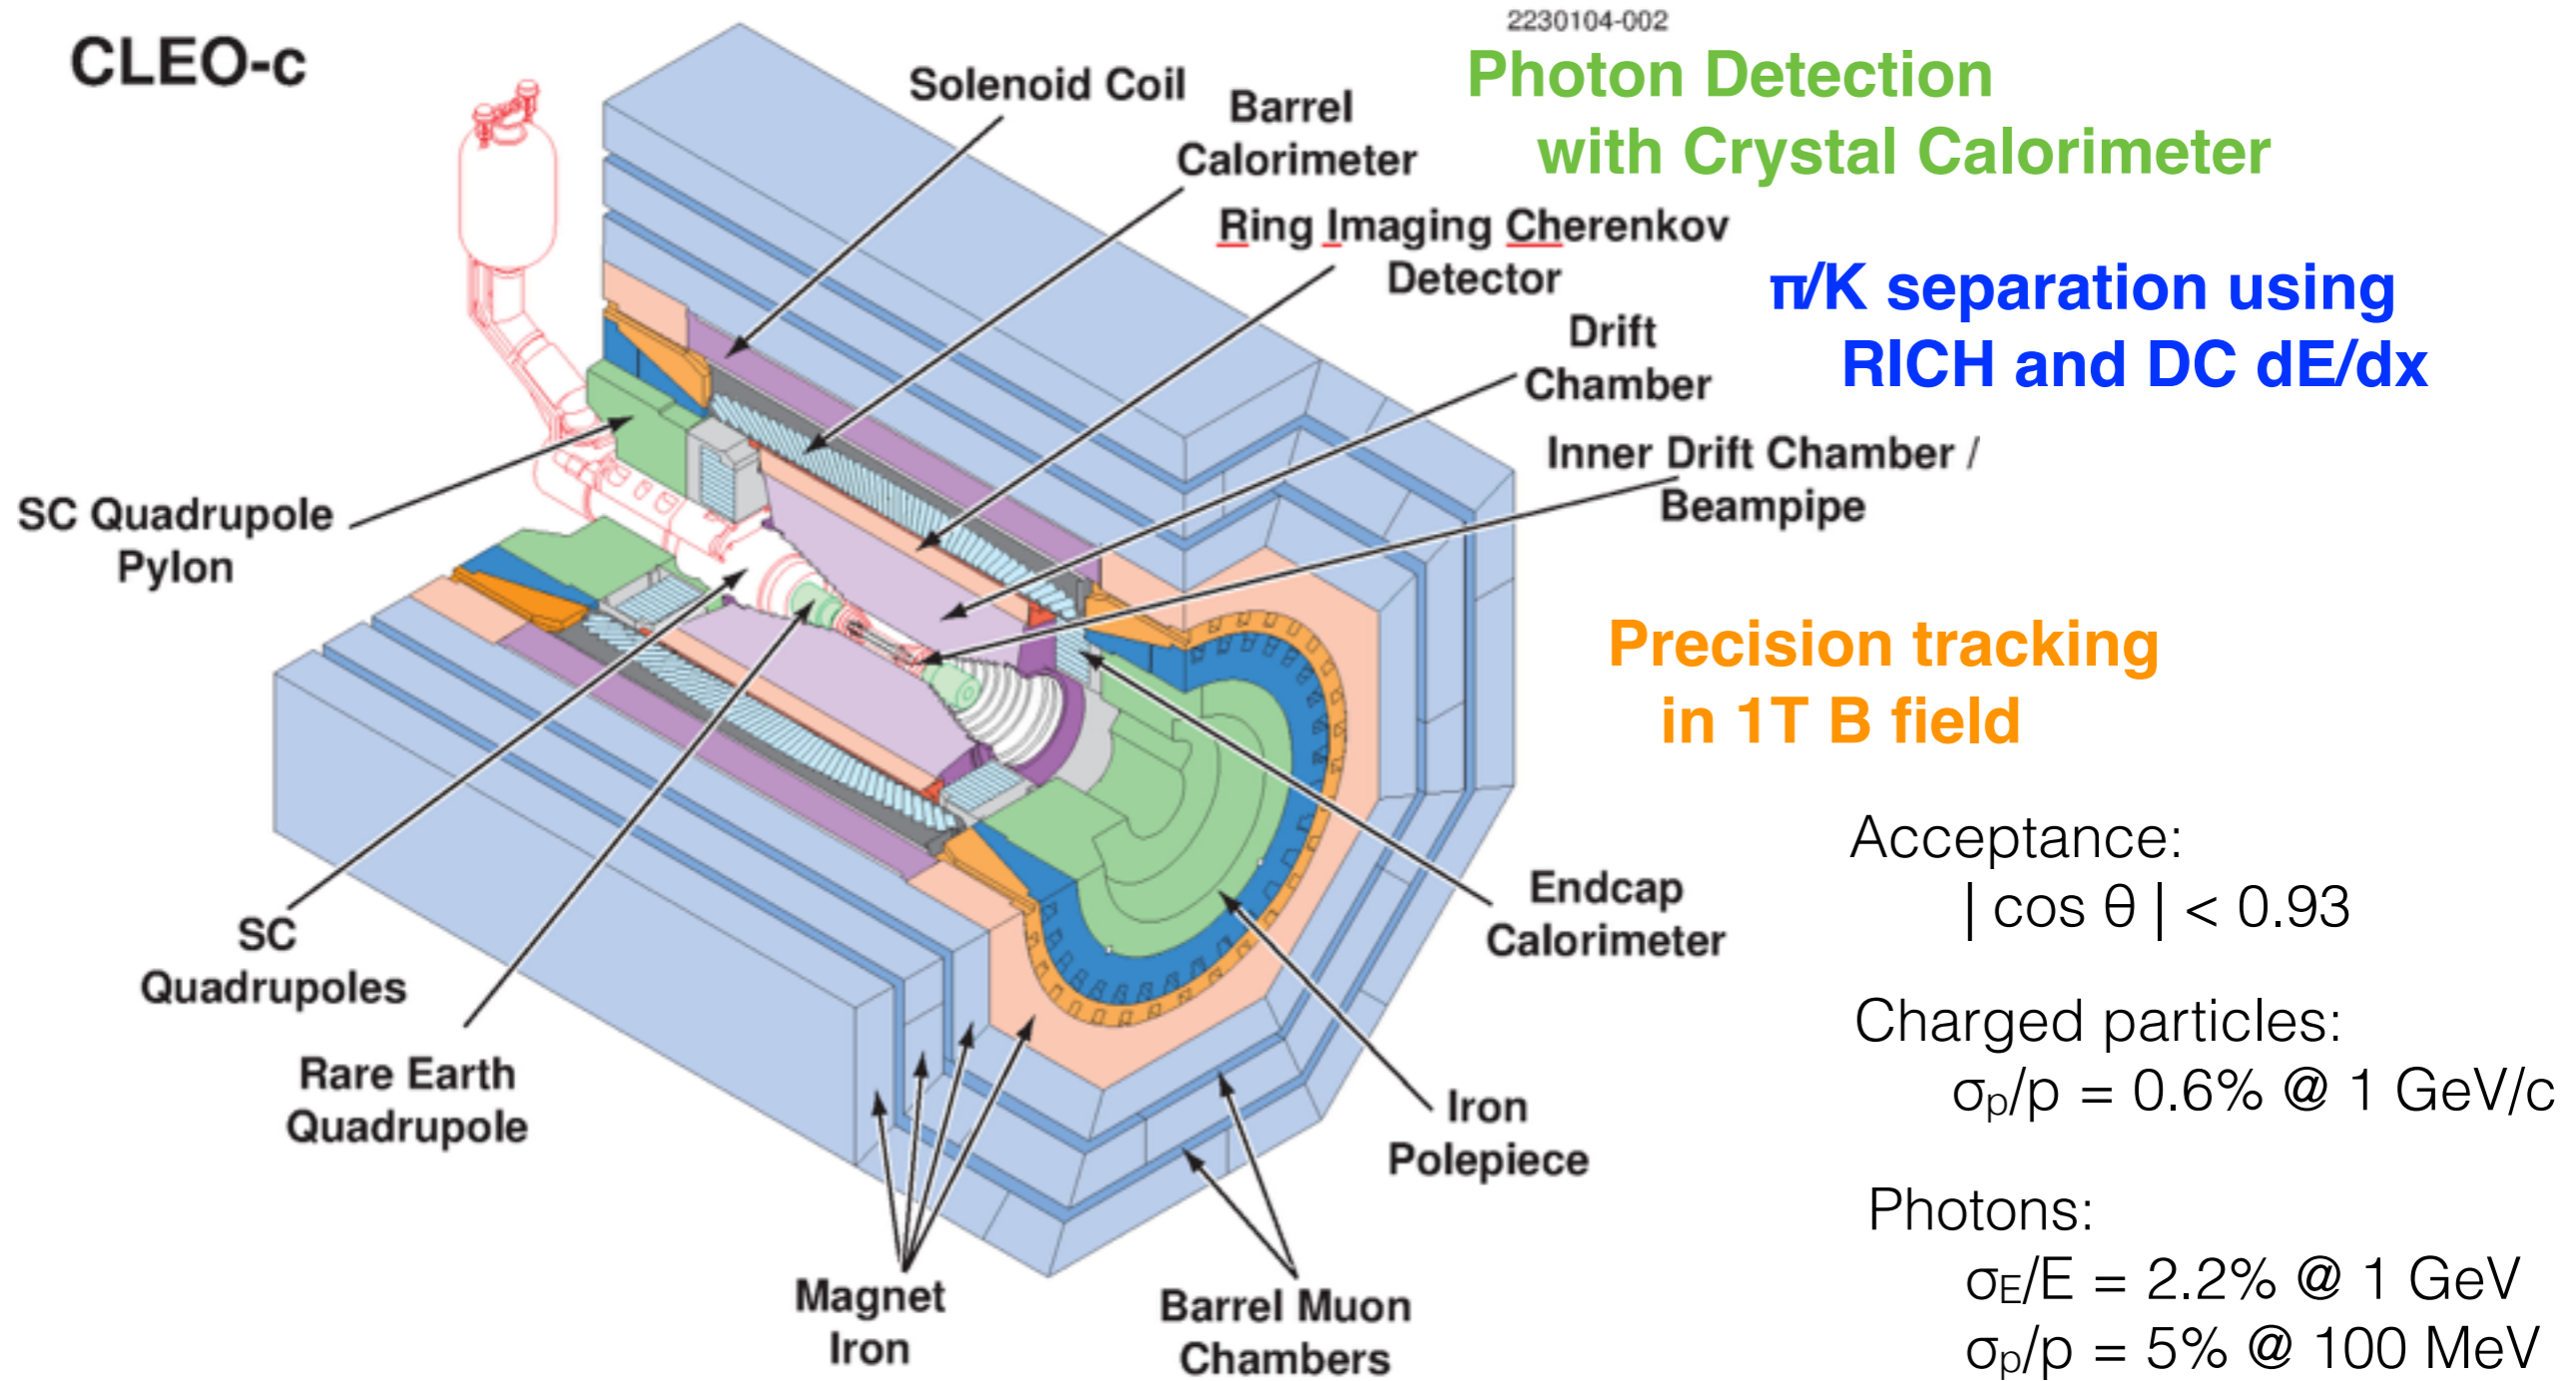 2230104-002
CLEO-c
Solenoid Coil
Barrel
Calorimeter
Ring Imaging Cherenkov
Detector
Drift
Chamber
Inner Drift Chamber /
Beampipe
SC Quadrupole
Pylon
SC
Quadrupoles
Rare Earth
Quadrupole
Magnet
Iron
Barrel Muon
Chambers
Iron
Polepiece
Endcap
Calorimeter
Photon Detection
with Crystal Calorimeter
π/K separation using
RICH and DC dE/dx
Precision tracking
in 1T B field
Acceptance:
| cos θ | < 0.93
Charged particles:
σp/p = 0.6% @ 1 GeV/c
Photons:
σE/E = 2.2% @ 1 GeV
σp/p = 5% @ 100 MeV